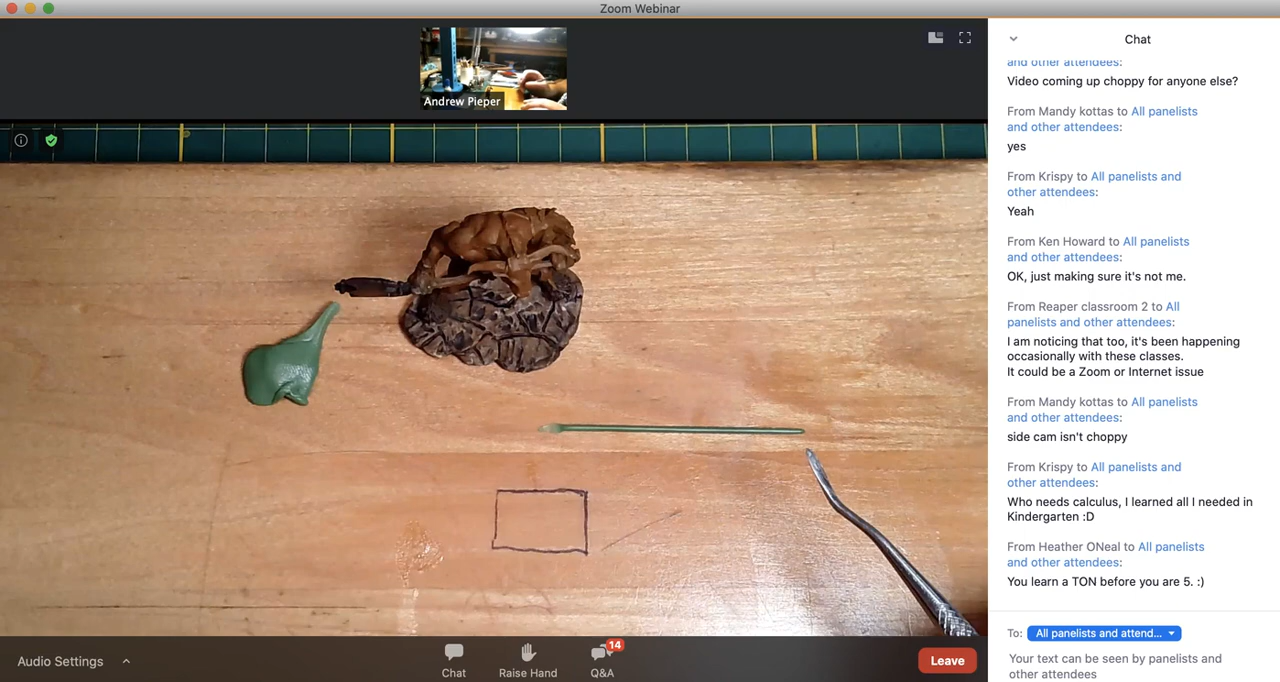 Zoom Webinar
Andrew Pieper
Chat
and other attendees:
Video coming up choppy for anyone else?
From Mandy kottas to All panelists
and other attendees:
yes
From Krispy to All panelists and
other attendees:
Yeah
From Ken Howard to All panelists
and other attendees:
OK, just making sure it's not me.
From Reaper classroom 2 to All
panelists and other attendees:
I am noticing that too, it's been happening
occasionally with these classes.
It could be a Zoom or Internet issue
From Mandy kottas to All panelists
and other attendees:
side cam isn't choppy
From Krispy to All panelists and
other attendees:
Who needs calculus, I learned all I needed in
Kindergarten :D
From Heather ONeal to All panelists
and other attendees:
You learn a TON before you are 5. :)
To: All panelists and attend...
Your text can be seen by panelists and
other attendees
Audio Settings
Chat
Raise Hand
14
Q&A
Leave